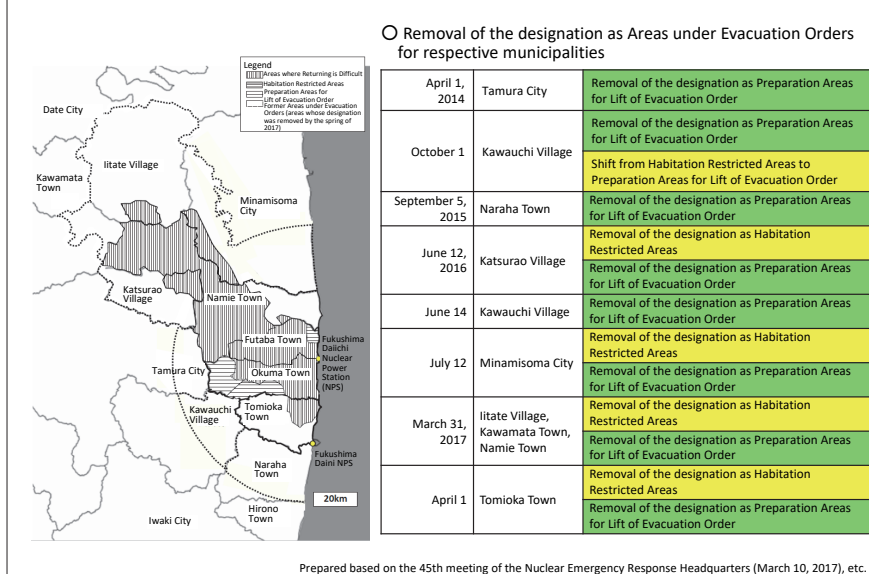 ○ Removal of the designation as Areas under Evacuation Orders
for respective municipalities
Legend
Areas where Returning is Difficult
Habitation Restricted Areas
Preparation Areas for
Lift of Evacuation Order
Former Areas under Evacuation
Orders (areas whose designation
was removed by the spring of
2017)
Date City
Iitate Village
Kawamata
Town
Minamisoma
City
Katsurao
Village
Namie Town
Futaba Town
Fukushima
Daiichi
Nuclear
Power
Station
(NPS)
Tamura City
Okuma Town
Kawauchi
Village
Tomioka
Town
Fukushima
Daini NPS
Naraha
Town
20km
Hirono
Town
Iwaki City
April 1,
2014
Tamura City
Removal of the designation as Preparation Areas
for Lift of Evacuation Order
October 1
Kawauchi Village
Removal of the designation as Preparation Areas
for Lift of Evacuation Order
Shift from Habitation Restricted Areas to
Preparation Areas for Lift of Evacuation Order
September 5,
2015
Naraha Town
Removal of the designation as Preparation Areas
for Lift of Evacuation Order
June 12,
2016
Katsurao Village
Removal of the designation as Habitation
Restricted Areas
Removal of the designation as Preparation Areas
for Lift of Evacuation Order
June 14
Kawauchi Village
Removal of the designation as Preparation Areas
for Lift of Evacuation Order
July 12
Minamisoma City
Removal of the designation as Habitation
Restricted Areas
Removal of the designation as Preparation Areas
for Lift of Evacuation Order
March 31,
2017
Iitate Village,
Kawamata Town,
Namie Town
Removal of the designation as Habitation
Restricted Areas
Removal of the designation as Preparation Areas
for Lift of Evacuation Order
April 1
Tomioka Town
Removal of the designation as Habitation
Restricted Areas
Removal of the designation as Preparation Areas
for Lift of Evacuation Order
Prepared based on the 45th meeting of the Nuclear Emergency Response Headquarters (March 10, 2017), etc.